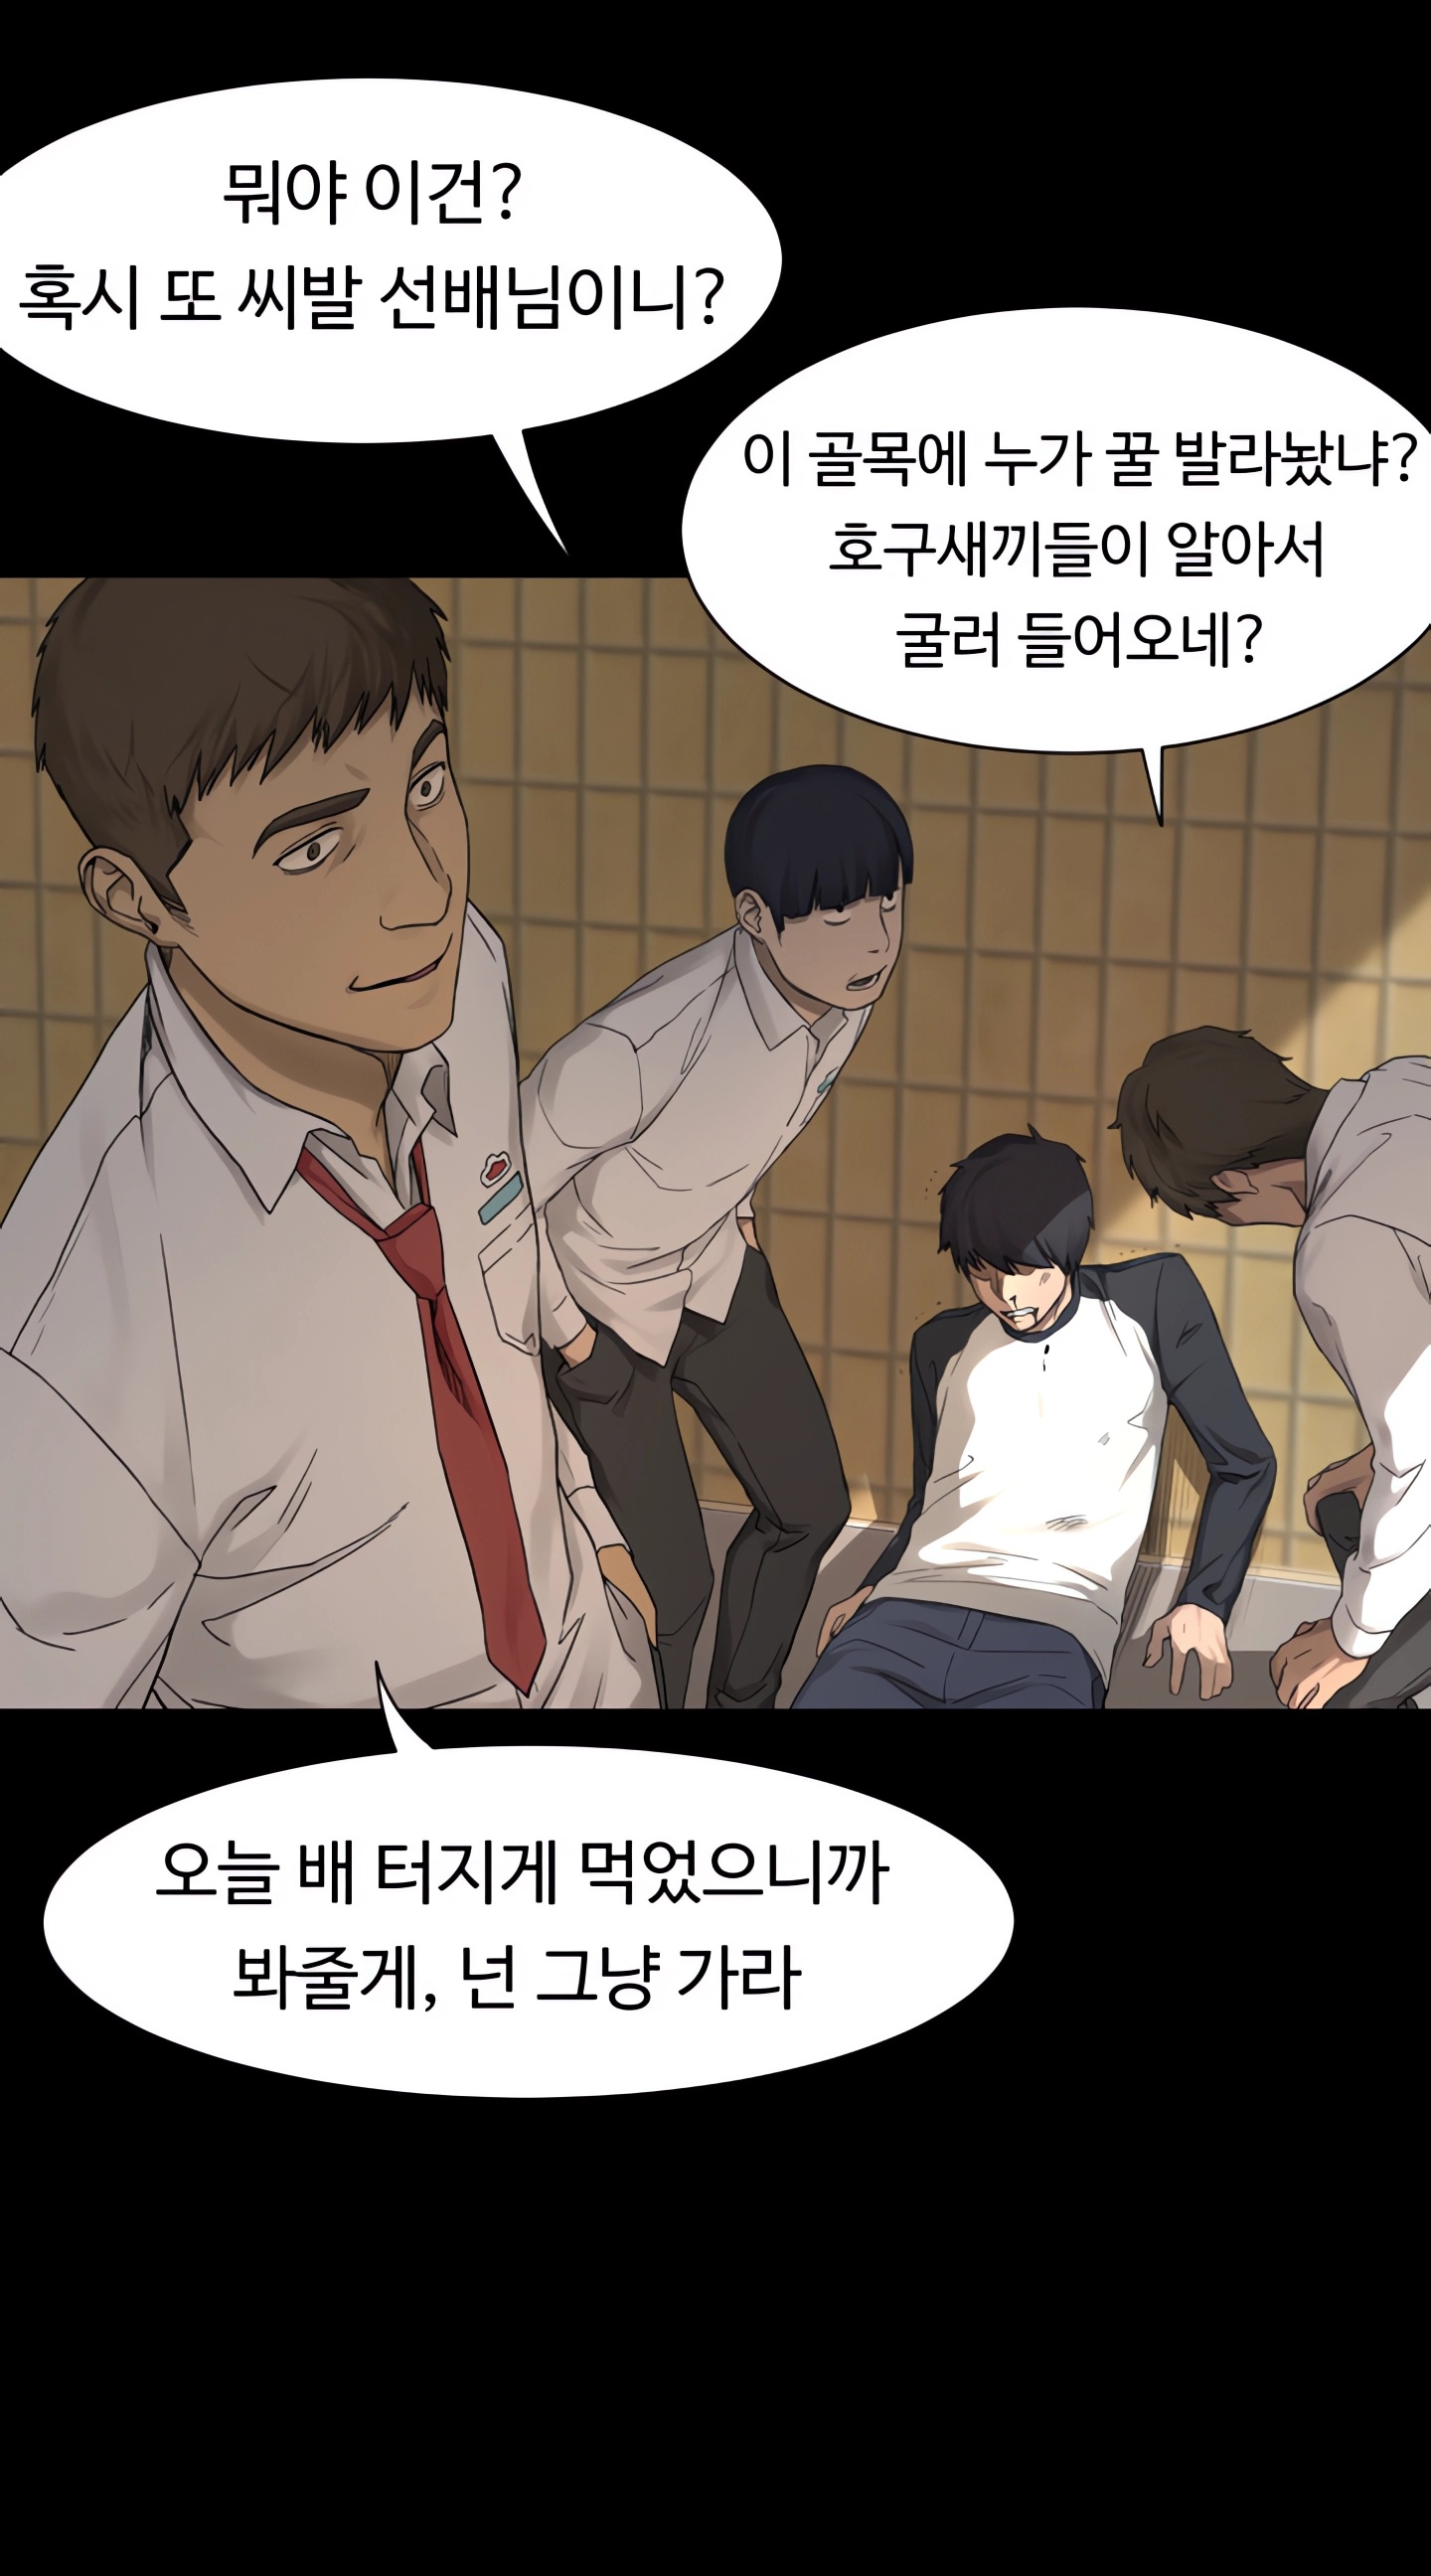 뭐야 이건?
혹시 또 씨발 선배님이니?
이 골목에 누가 꿀 발라놨냐?
호구새끼들이 알아서
굴러 들어오네?
오늘 배 터지게 먹었으니까
봐줄게, 넌 그냥 가라